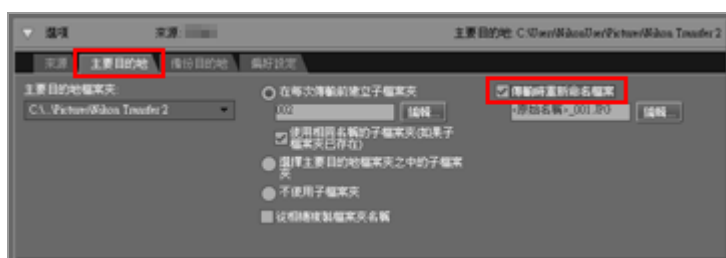 選項 來源:
主要目的地: C:\Users\NikonUser\Pictures\Nikon Transfer 2
來源 主要目的地 備份目的地 偏好設定
主要目的地檔案夾:
C:\...\Pictures\Nikon Transfer 2
在每次傳輸前建立子檔案夾
002 編輯...
使用相同名稱的子檔案夾(如果子
檔案夾已存在)
選擇主要目的地檔案夾之中的子檔案
夾
不使用子檔案夾
從相機複製檔案夾名稱
傳輸時重新命名檔案
<原始名稱>_001.JPG 編輯...